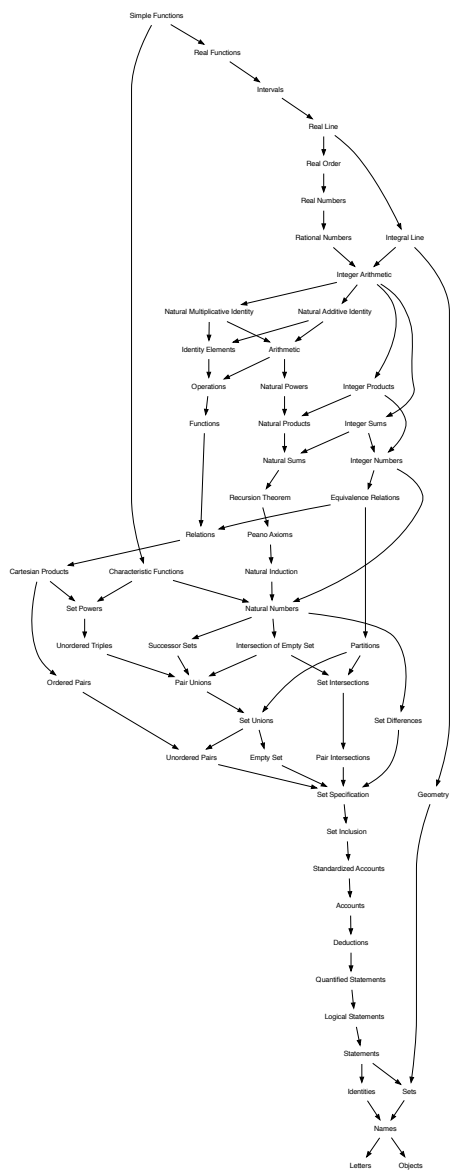 Simple Functions
Real Functions
Intervals
Real Line
Real Order
Real Numbers
Rational Numbers Integral Line
Integer Arithmetic
Natural Multiplicative Identity Natural Additive Identity
Identity Elements Arithmetic
Operations Natural Powers Integer Products
Functions Natural Products Integer Sums
Natural Sums Integer Numbers
Recursion Theorem Equivalence Relations
Relations Peano Axioms
Cartesian Products Characteristic Functions Natural Induction
Set Powers Natural Numbers
Unordered Triples Successor Sets Intersection of Empty Set Partitions
Ordered Pairs Pair Unions Set Intersections
Set Unions Set Differences
Unordered Pairs Empty Set Pair Intersections
Set Specification Geometry
Set Inclusion
Standardized Accounts
Accounts
Deductions
Quantified Statements
Logical Statements
Statements
Identities Sets
Names
Letters Objects